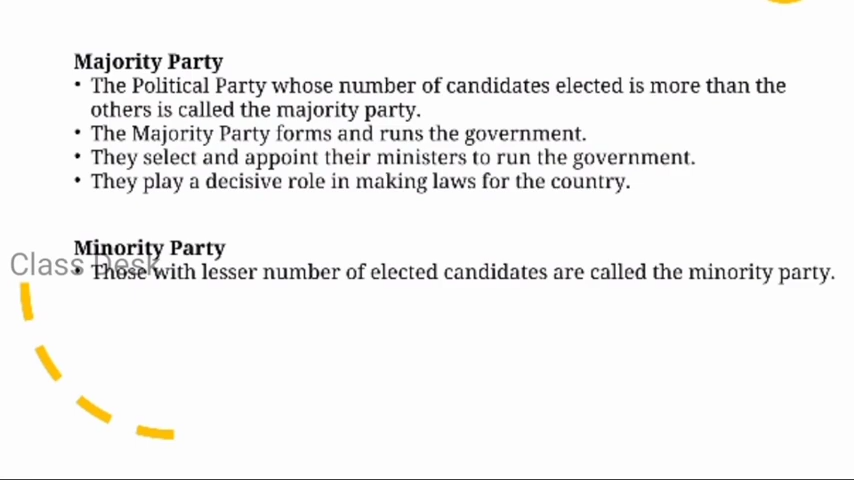 Majority Party
• The Political Party whose number of candidates elected is more than the
others is called the majority party.
• The Majority Party forms and runs the government.
• They select and appoint their ministers to run the government.
• They play a decisive role in making laws for the country.
Minority Party
Class Desk
• Those with lesser number of elected candidates are called the minority party.